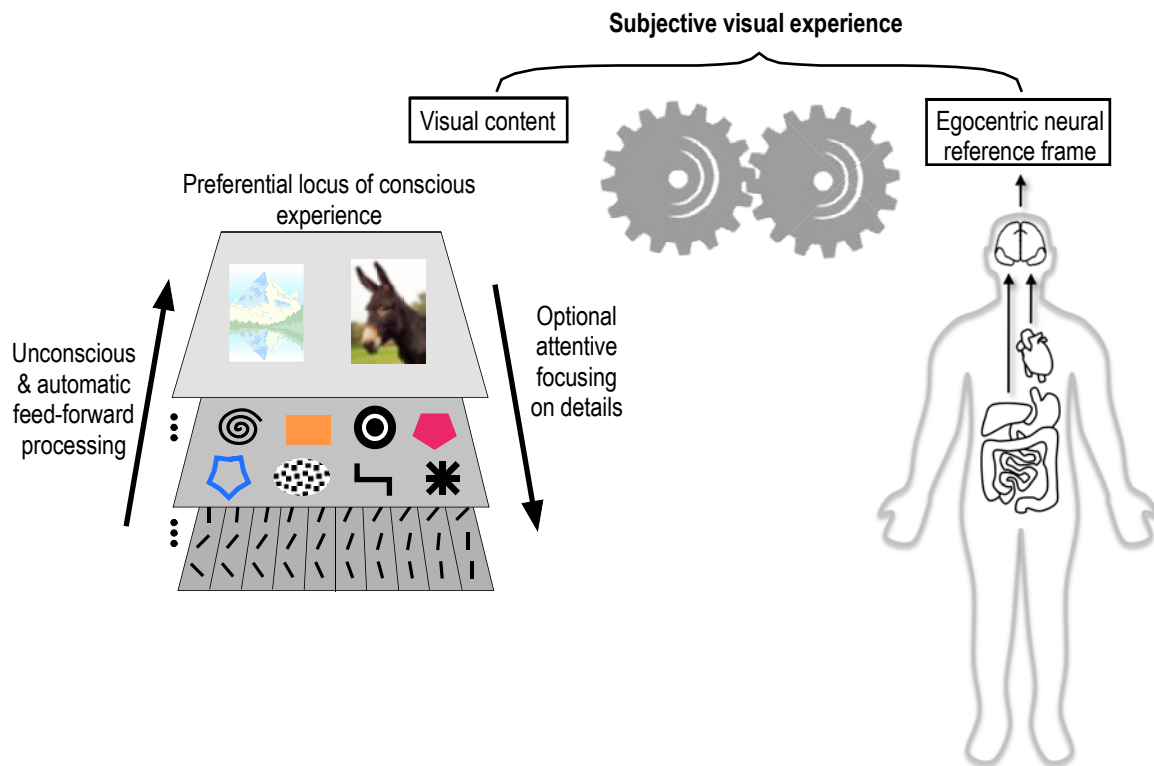 Subjective visual experience
Visual content
Egocentric neural
reference frame
Preferential locus of conscious
experience
Unconscious
& automatic
feed-forward
processing
Optional
attentive
focusing
on details